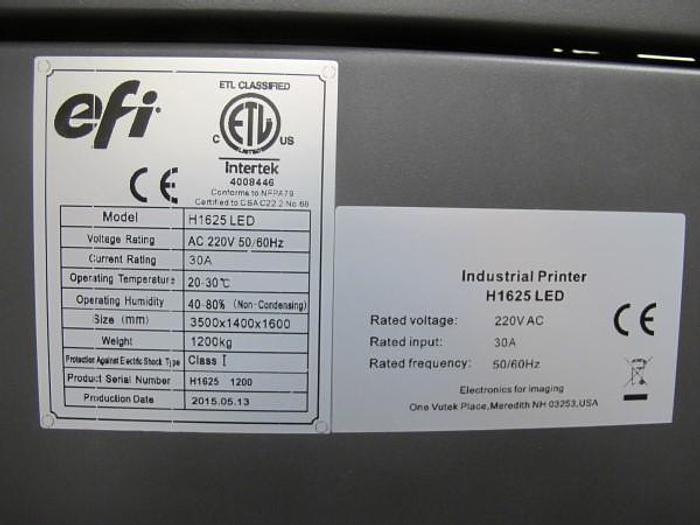 efi
ETL CLASSIFIED
ETL
C US
LISTED
Intertek
4008446
Conforms to NFPA79
Certified to CSAC22.2 No 68
CE
Model H1625 LED
Voltage Rating AC 220V 50/60Hz
Current Rating 30A
Operating Temperature 20-30℃
Operating Humidity 40-80% (Non-Condensing)
Size (mm) 3500x1400x1600
Weight 1200kg
Protection Against Electric Shock Type Class I
Product Serial Number H1625 1200
Production Date 2015.05.13
Industrial Printer
H1625 LED
Rated voltage: 220V AC
Rated input: 30A
Rated frequency: 50/60Hz
CE
Electronics for imaging
One Vutek Place,Meredith NH 03253,USA